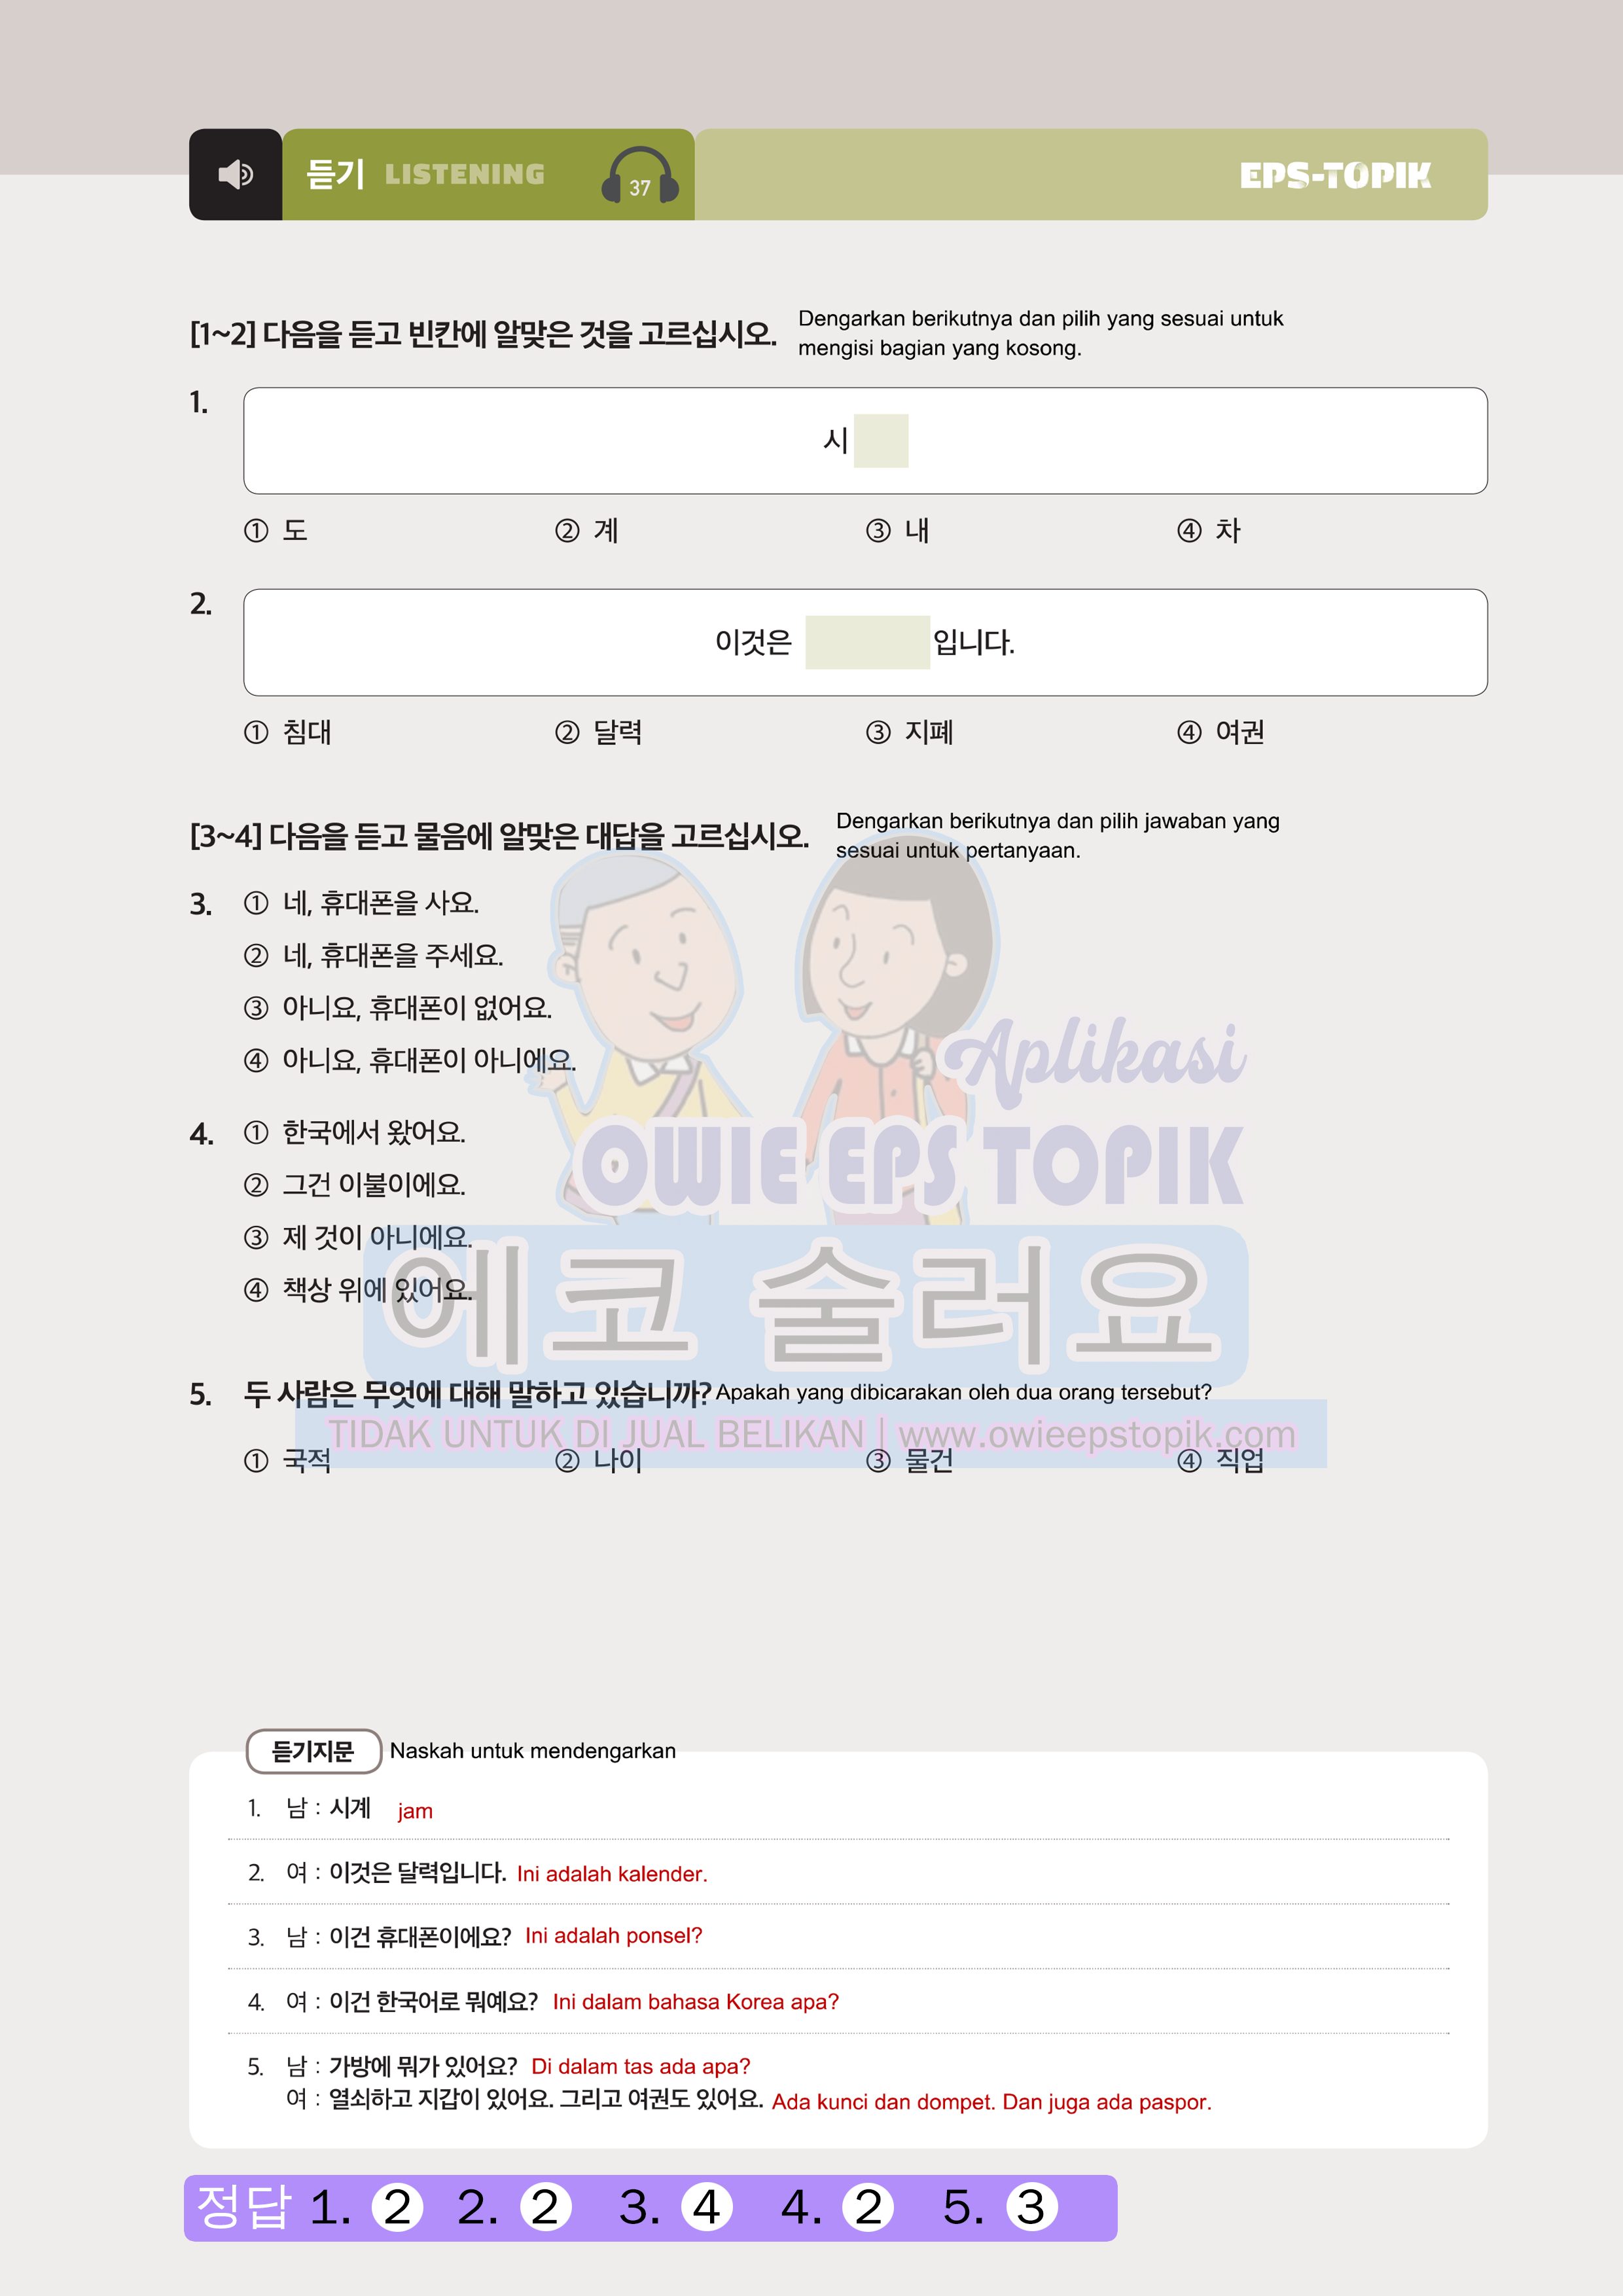 듣기 LISTENING 37 EPS-TOPIK
[1~2] 다음을 듣고 빈칸에 알맞은 것을 고르십시오. Dengarkan berikutnya dan pilih yang sesuai untuk
mengisi bagian yang kosong.
1.
시
① 도 ② 계 ③ 내 ④ 차
2.
이것은 입니다.
① 침대 ② 달력 ③ 지폐 ④ 여권
[3~4] 다음을 듣고 물음에 알맞은 대답을 고르십시오. Dengarkan berikutnya dan pilih jawaban yang
sesuai untuk pertanyaan.
3. ① 네, 휴대폰을 사요.
② 네, 휴대폰을 주세요.
③ 아니요, 휴대폰이 없어요.
④ 아니요, 휴대폰이 아니에요.
Aplikasi
4. ① 한국에서 왔어요.
② 그건 이불이에요.
OWIE EPS TOPIK
③ 제 것이 아니에요.
④ 책상 위에 있어요.
에코 술러요
5. 두 사람은 무엇에 대해 말하고 있습니까? Apakah yang dibicarakan oleh dua orang tersebut?
TIDAK UNTUK DI JUAL BELIKAN | www.owieepstopik.com
① 국적 ② 나이 ③ 물건 ④ 직업
듣기지문 Naskah untuk mendengarkan
1. 남 : 시계 jam
2. 여 : 이것은 달력입니다. Ini adalah kalender.
3. 남 : 이건 휴대폰이에요? Ini adalah ponsel?
4. 여 : 이건 한국어로 뭐예요? Ini dalam bahasa Korea apa?
5. 남 : 가방에 뭐가 있어요? Di dalam tas ada apa?
여 : 열쇠하고 지갑이 있어요. 그리고 여권도 있어요. Ada kunci dan dompet. Dan juga ada paspor.
정답 1. 2 2. 2 3. 4 4. 2 5. 3